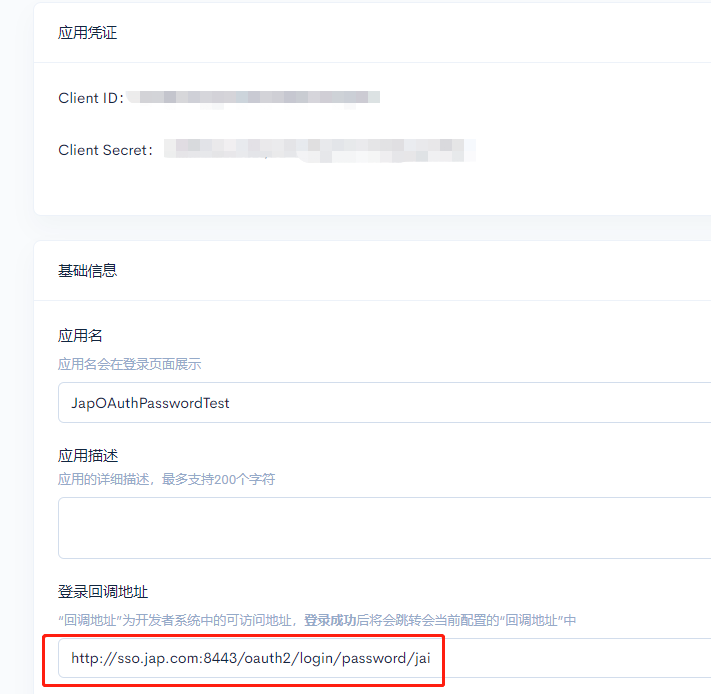 应用凭证
Client ID：
Client Secret：
基础信息
应用名
应用名会在登录页面展示
JapOAuthPasswordTest
应用描述
应用的详细描述，最多支持200个字符
登录回调地址
“回调地址”为开发者系统中的可访问地址，登录成功后将会跳转会当前配置的“回调地址”中
http://sso.jap.com:8443/oauth2/login/password/jai